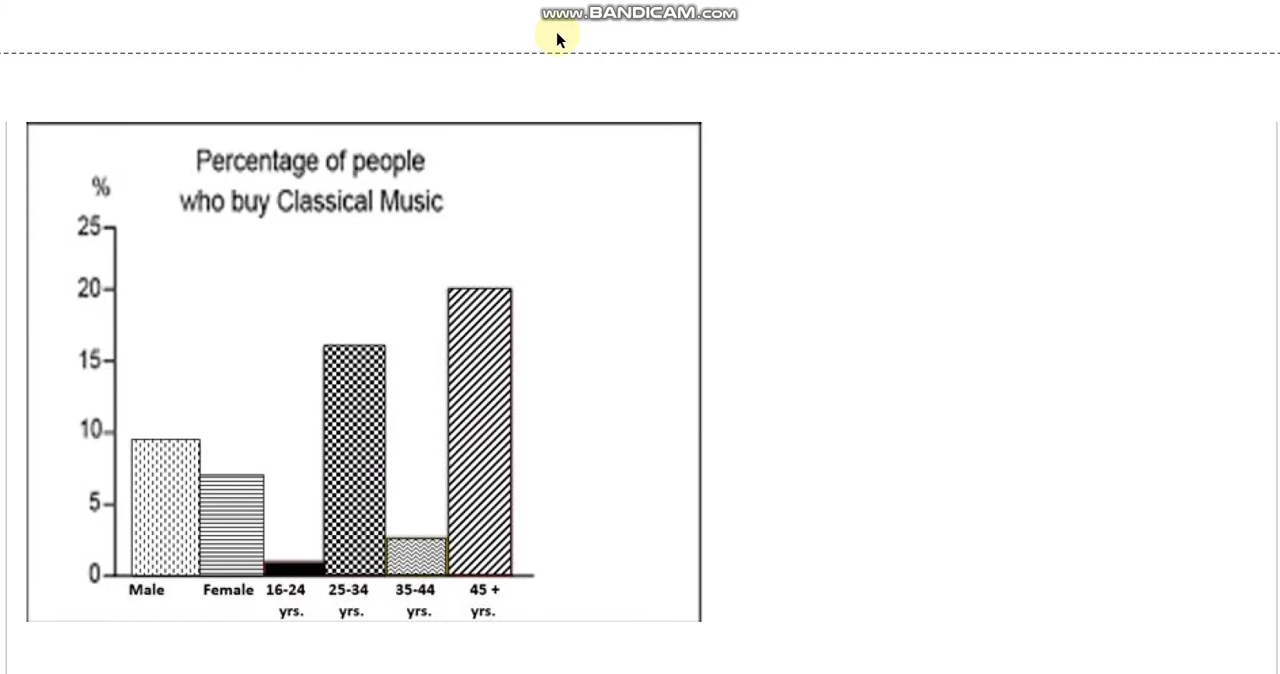 www.BANDICAM.com
Percentage of people
who buy Classical Music
%
25
20
15
10
5
0
Male Female 16-24 25-34 35-44 45 +
yrs. yrs. yrs. yrs.